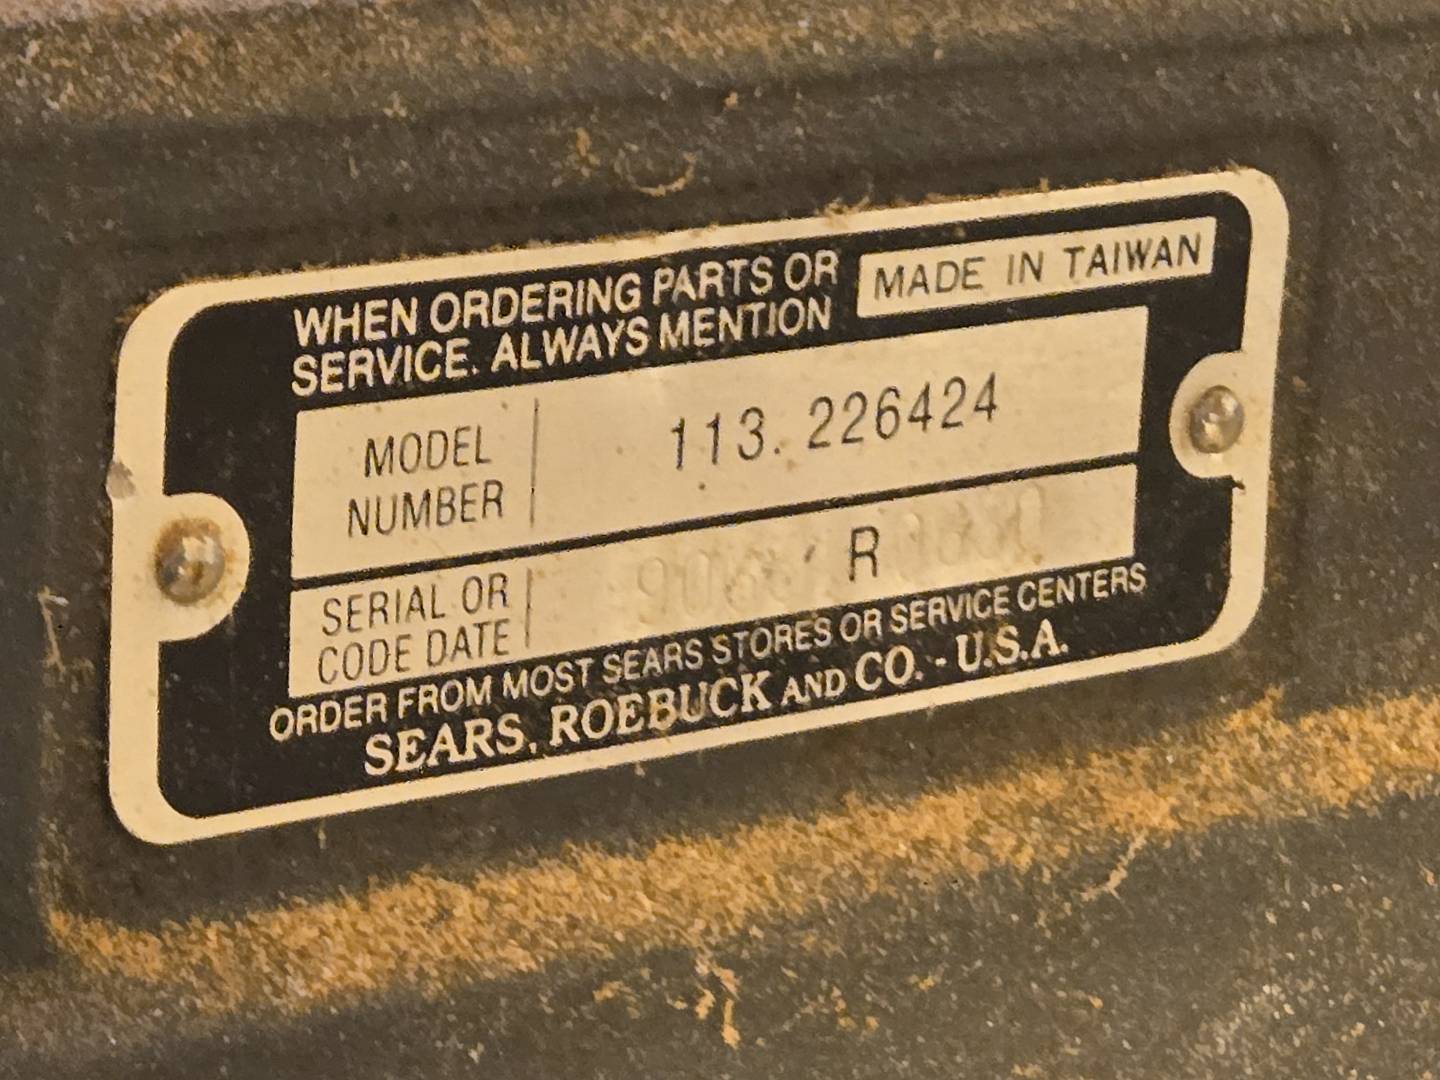 WHEN ORDERING PARTS OR
SERVICE, ALWAYS MENTION
MADE IN TAIWAN
MODEL
NUMBER
113.226424
SERIAL OR
CODE DATE
R
ORDER FROM MOST SEARS STORES OR SERVICE CENTERS
SEARS, ROEBUCK AND CO. - U.S.A.